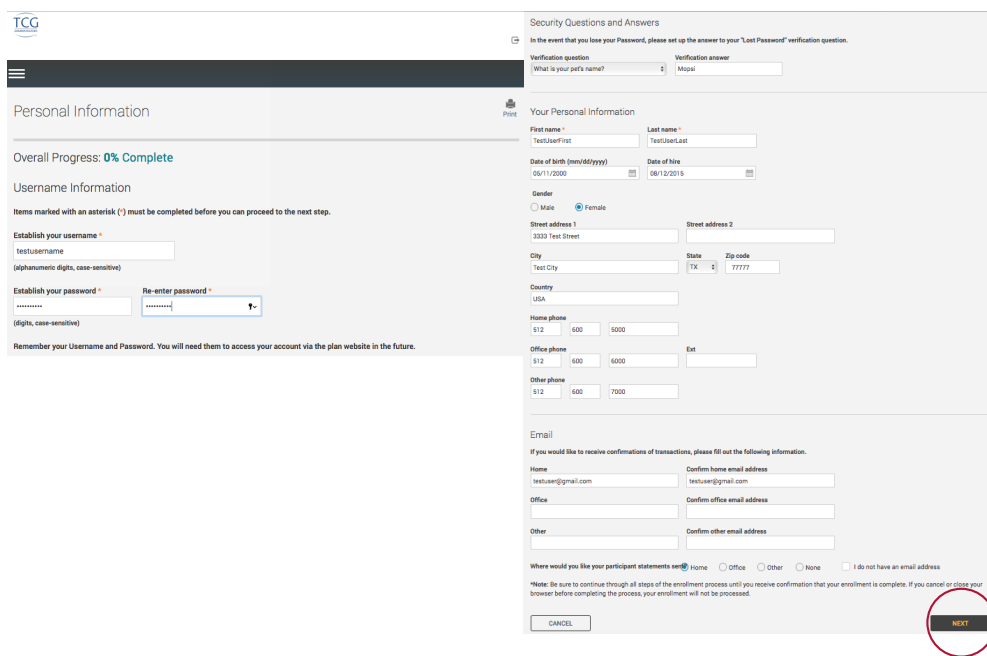 TCG
Print
Personal Information
Overall Progress: 0% Complete
Username Information
Items marked with an asterisk (*) must be completed before you can proceed to the next step.
Establish your username *
testusername
(alphanumeric digits, case-sensitive)
Establish your password * Re-enter password *
•••••••••• ••••••••••
(digits, case-sensitive)
Remember your Username and Password. You will need them to access your account via the plan website in the future.
Security Questions and Answers
In the event that you lose your Password, please set up the answer to your "Lost Password" verification question.
Verification question Verification answer
What is your pet's name? Mopsi
Your Personal Information
First name * Last name *
TestUserFirst TestUserLast
Date of birth (mm/dd/yyyy) Date of hire
05/11/2000 08/12/2015
Gender
Male Female
Street address 1 Street address 2
3333 Test Street
City State Zip code
Test City TX 77777
Country
USA
Home phone
512 600 5000
Office phone Ext
512 600 6000
Other phone
512 600 7000
Email
If you would like to receive confirmations of transactions, please fill out the following information.
Home Confirm home email address
testuser@gmail.com testuser@gmail.com
Office Confirm office email address
Other Confirm other email address
Where would you like your participant statements sent? Home Office Other None I do not have an email address
*Note: Be sure to continue through all steps of the enrollment process until you receive confirmation that your enrollment is complete. If you cancel or close your
browser before completing the process, your enrollment will not be processed.
CANCEL NEXT